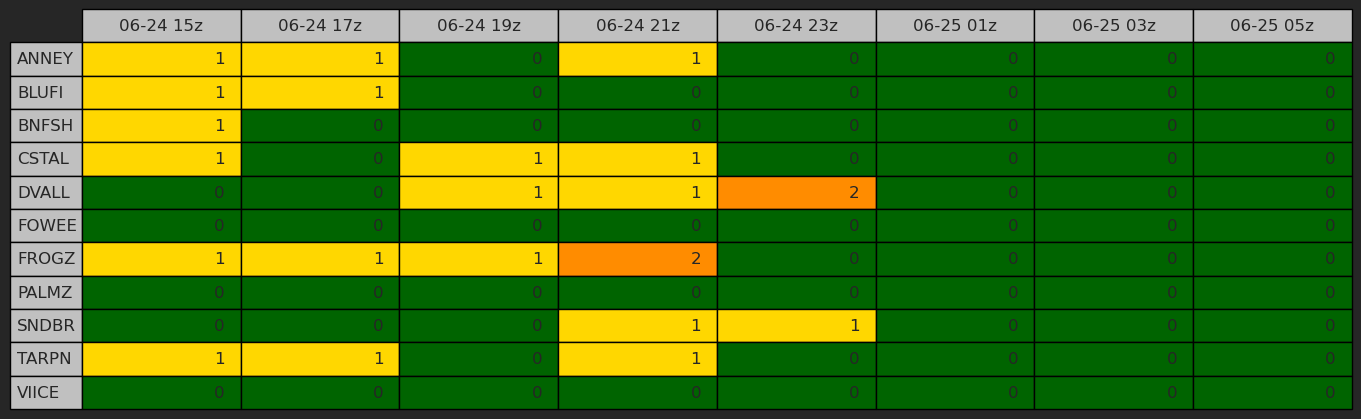 06-24 15z 06-24 17z 06-24 19z 06-24 21z 06-24 23z 06-25 01z 06-25 03z 06-25 05z
ANNEY 1 1 0 1 0 0 0 0
BLUFI 1 1 0 0 0 0 0 0
BNFSH 1 0 0 0 0 0 0 0
CSTAL 1 0 1 1 0 0 0 0
DVALL 0 0 1 1 2 0 0 0
FOWEE 0 0 0 0 0 0 0 0
FROGZ 1 1 1 2 0 0 0 0
PALMZ 0 0 0 0 0 0 0 0
SNDBR 0 0 0 1 1 0 0 0
TARPN 1 1 0 1 0 0 0 0
VIICE 0 0 0 0 0 0 0 0